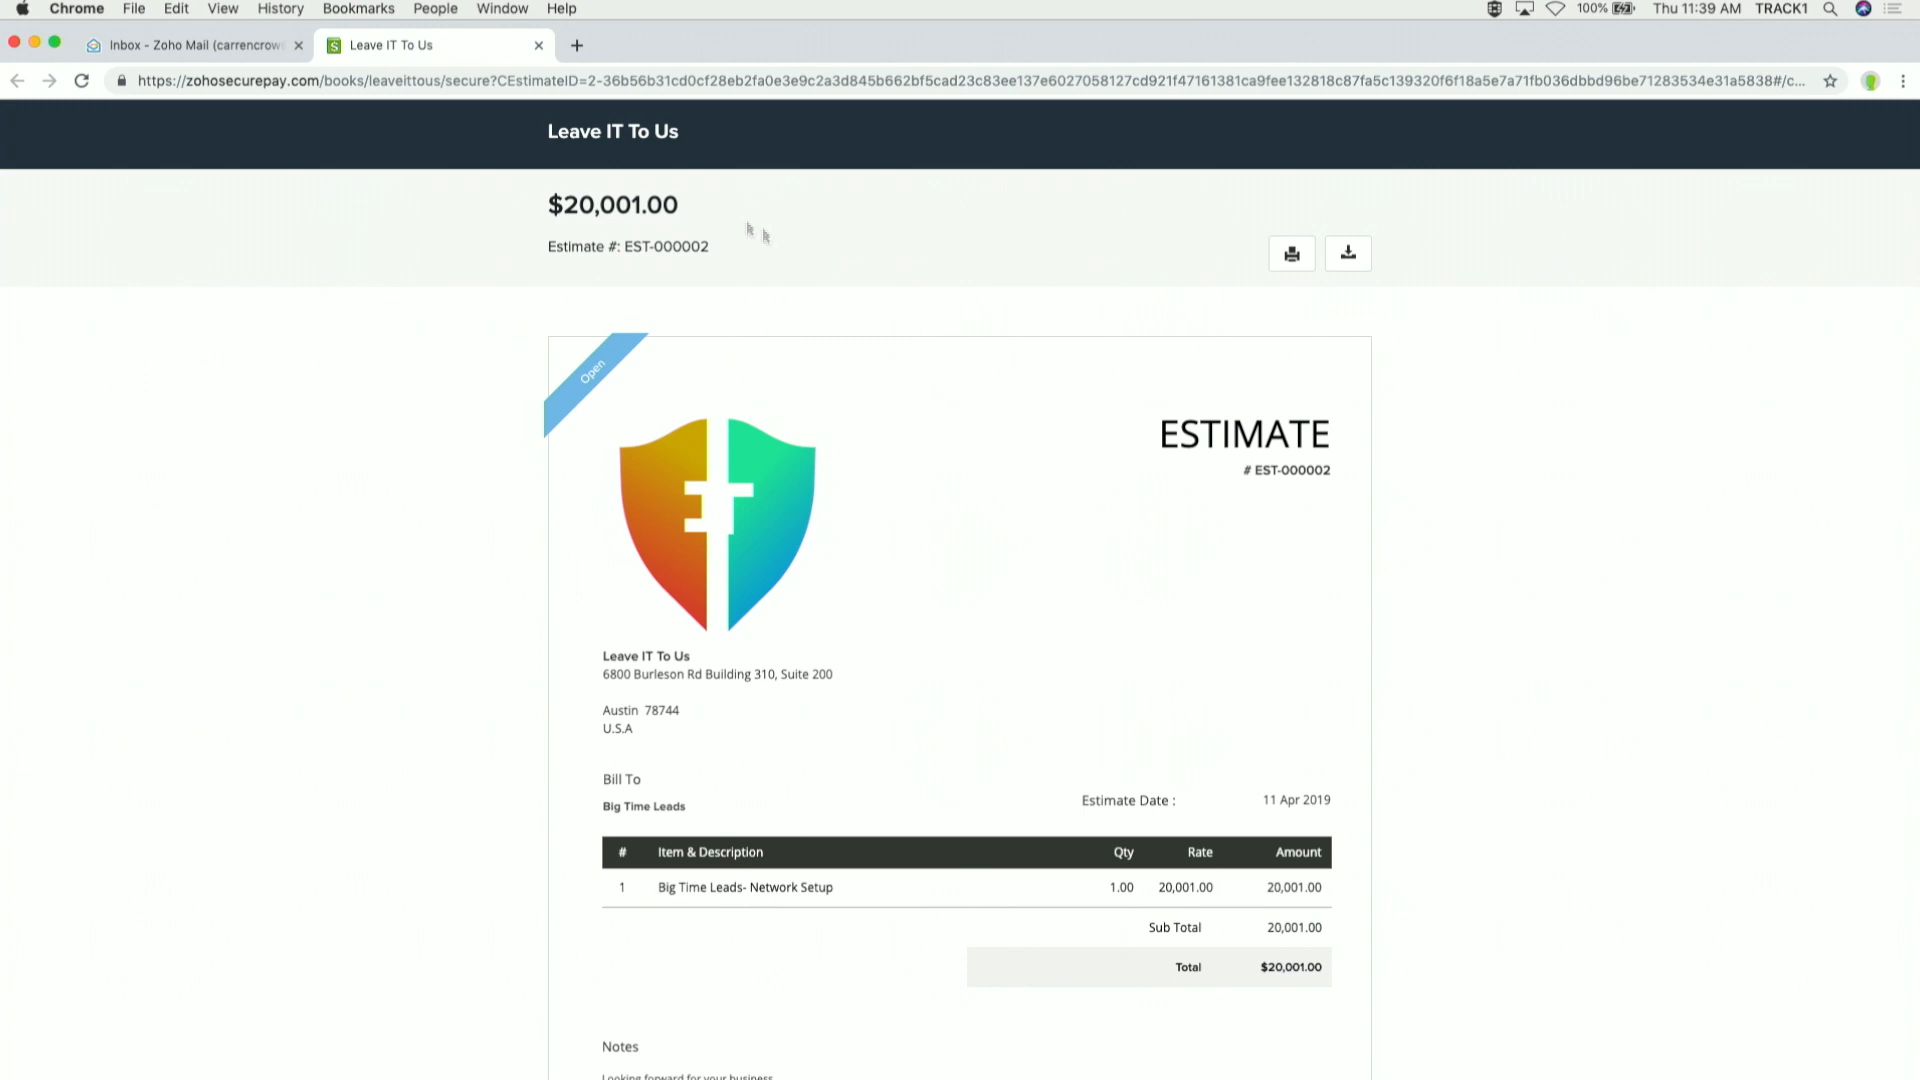 Chrome File Edit View History Bookmarks People Window Help 100% Thu 11:39 AM TRACK1
Inbox - Zoho Mail (carrencrow
Leave IT To Us
https://zohosecurepay.com/books/leaveittous/secure?CEstimateID=2-36b56b31cd0cf28eb2fa0e3e9c2a3d845b662bf5cad23c83ee137e6027058127cd921f47161381ca9fee132818c87fa5c139320f6f18a5e7a71fb036dbbd96be71283534e31a5838#/c...
Leave IT To Us
$20,001.00
Estimate #: EST-000002
Open
ESTIMATE
# EST-000002
Leave IT To Us
6800 Burleson Rd Building 310, Suite 200
Austin 78744
U.S.A
Bill To
Big Time Leads
Estimate Date : 11 Apr 2019
# Item & Description Qty Rate Amount
1 Big Time Leads- Network Setup 1.00 20,001.00 20,001.00
Sub Total 20,001.00
Total $20,001.00
Notes
Looking forward for your business